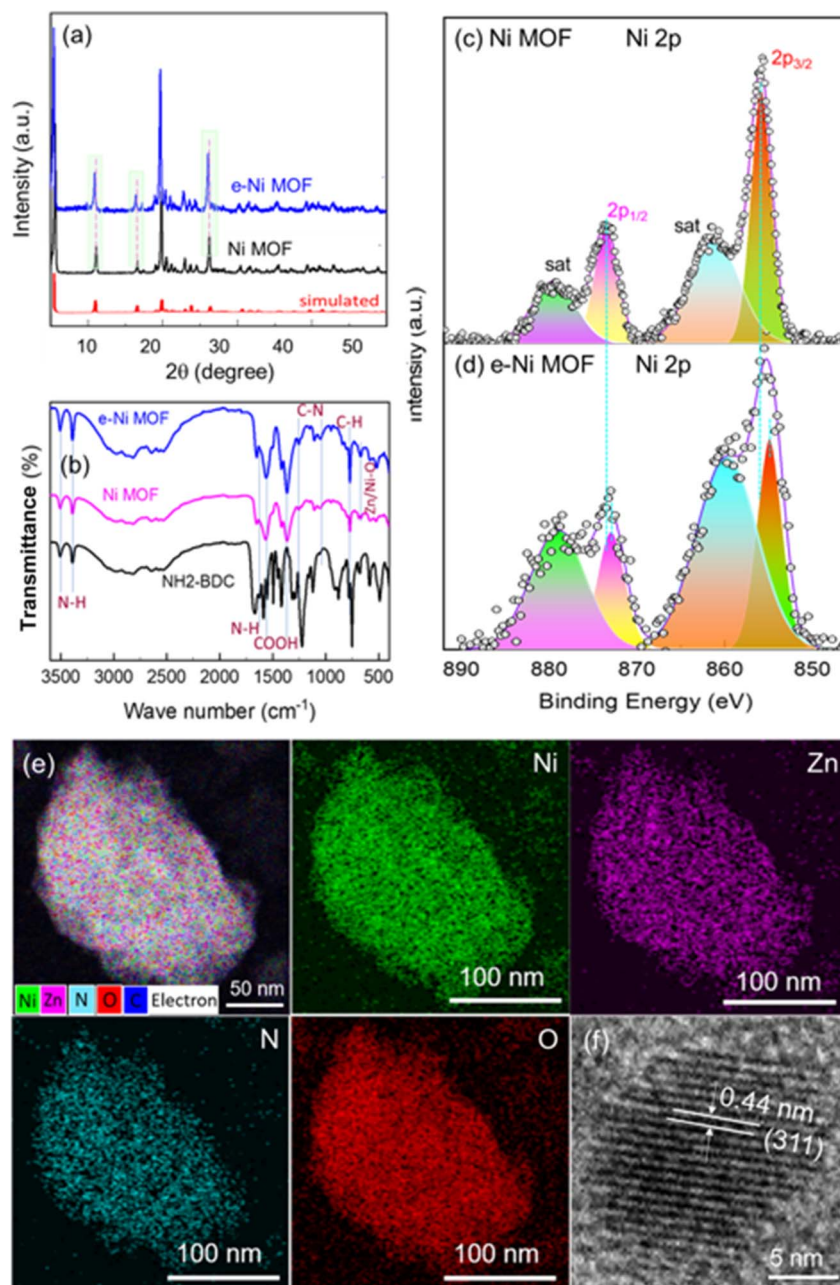 (a)
e-Ni MOF
Ni MOF
simulated
Intensity (a.u.)
10 20 30 40 50
2θ (degree)
(b)
e-Ni MOF
Ni MOF
NH2-BDC
C-N
C-H
Zn/Ni-O
N-H
N-H
COOH
Transmittance (%)
3500 3000 2500 2000 1500 1000 500
Wave number (cm⁻¹)
(c) Ni MOF Ni 2p
2p3/2
2p1/2
sat
sat
(d) e-Ni MOF Ni 2p
Intensity (a.u.)
890 880 870 860 850
Binding Energy (eV)
(e)
Ni Zn N O C Electron
50 nm
Ni
100 nm
Zn
100 nm
N
100 nm
O
100 nm
(f)
0.44 nm
(311)
5 nm